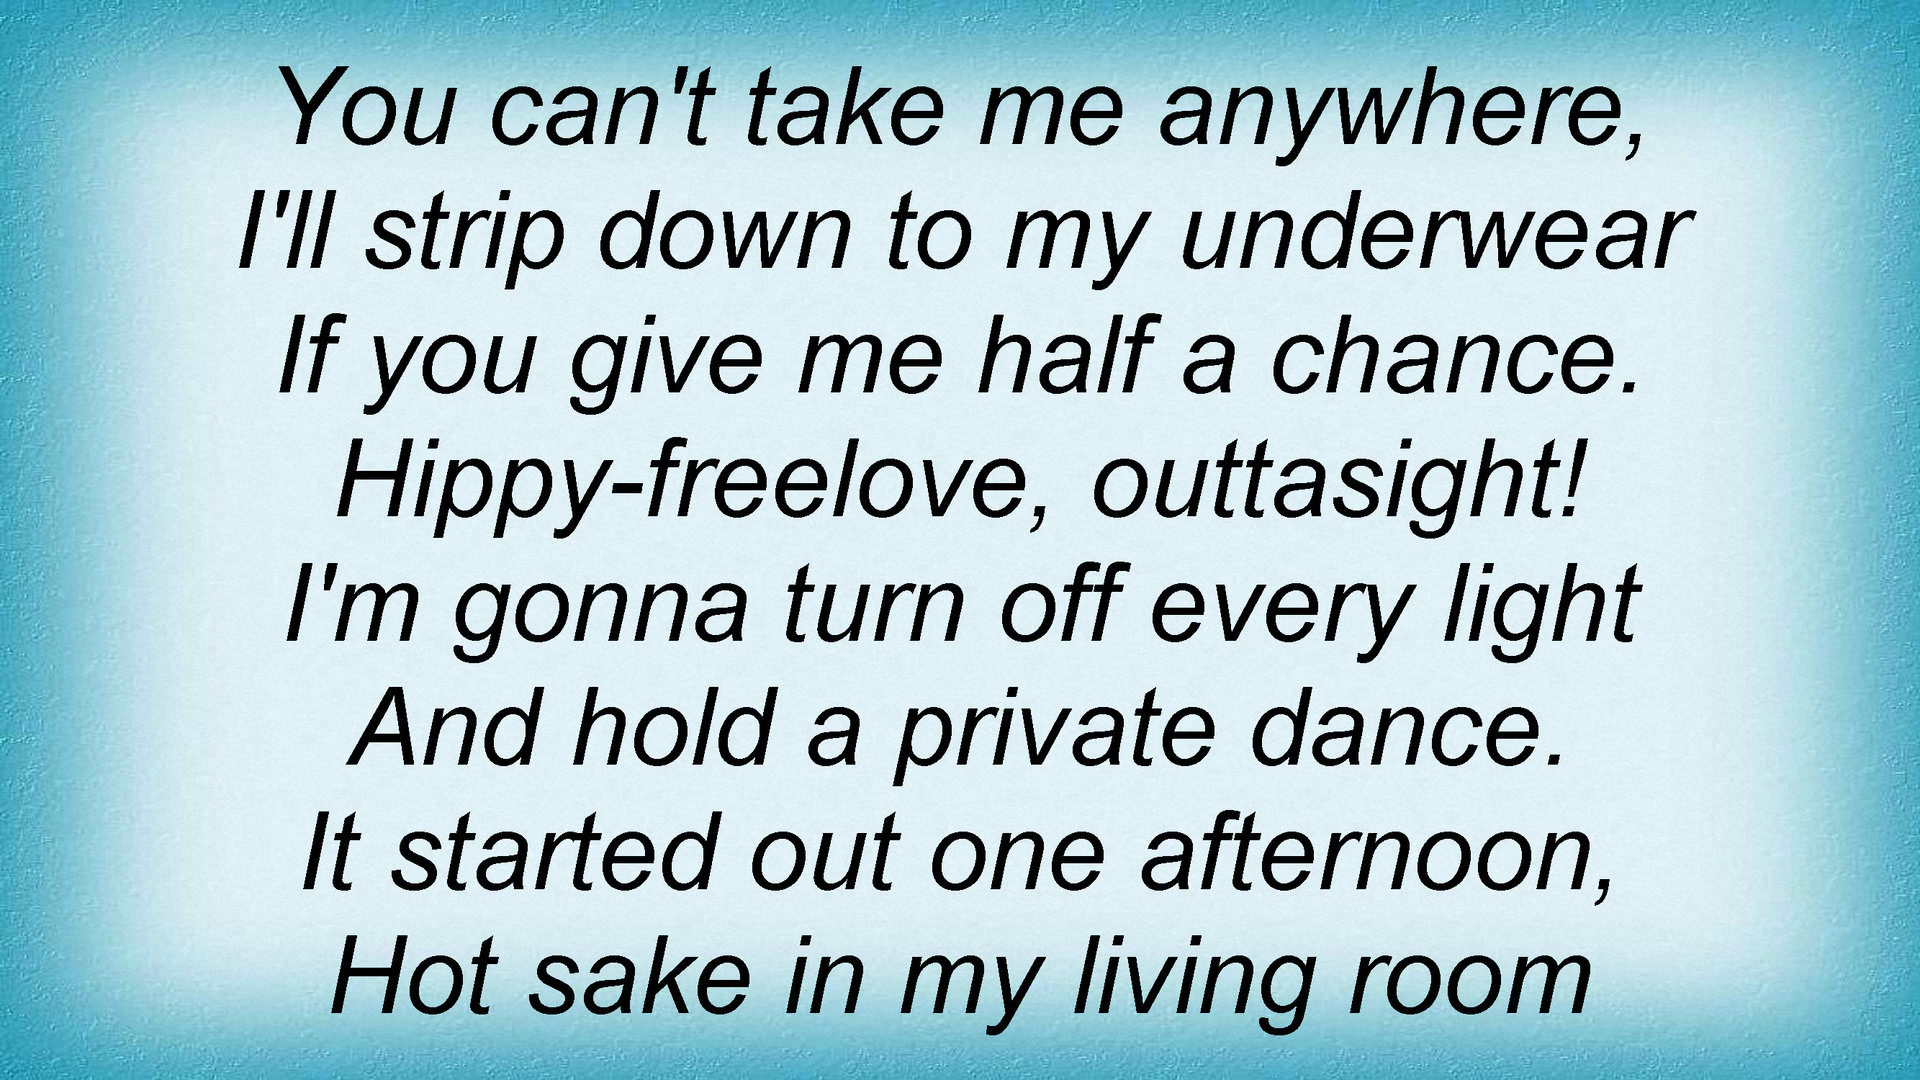 You can't take me anywhere,
I'll strip down to my underwear
If you give me half a chance.
Hippy-freelove, outtasight!
I'm gonna turn off every light
And hold a private dance.
It started out one afternoon,
Hot sake in my living room